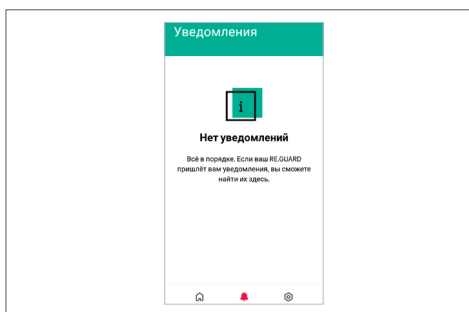 Уведомления
i
Нет уведомлений
Всё в порядке. Если ваш RE.GUARD
пришлёт вам уведомления, вы сможете
найти их здесь.